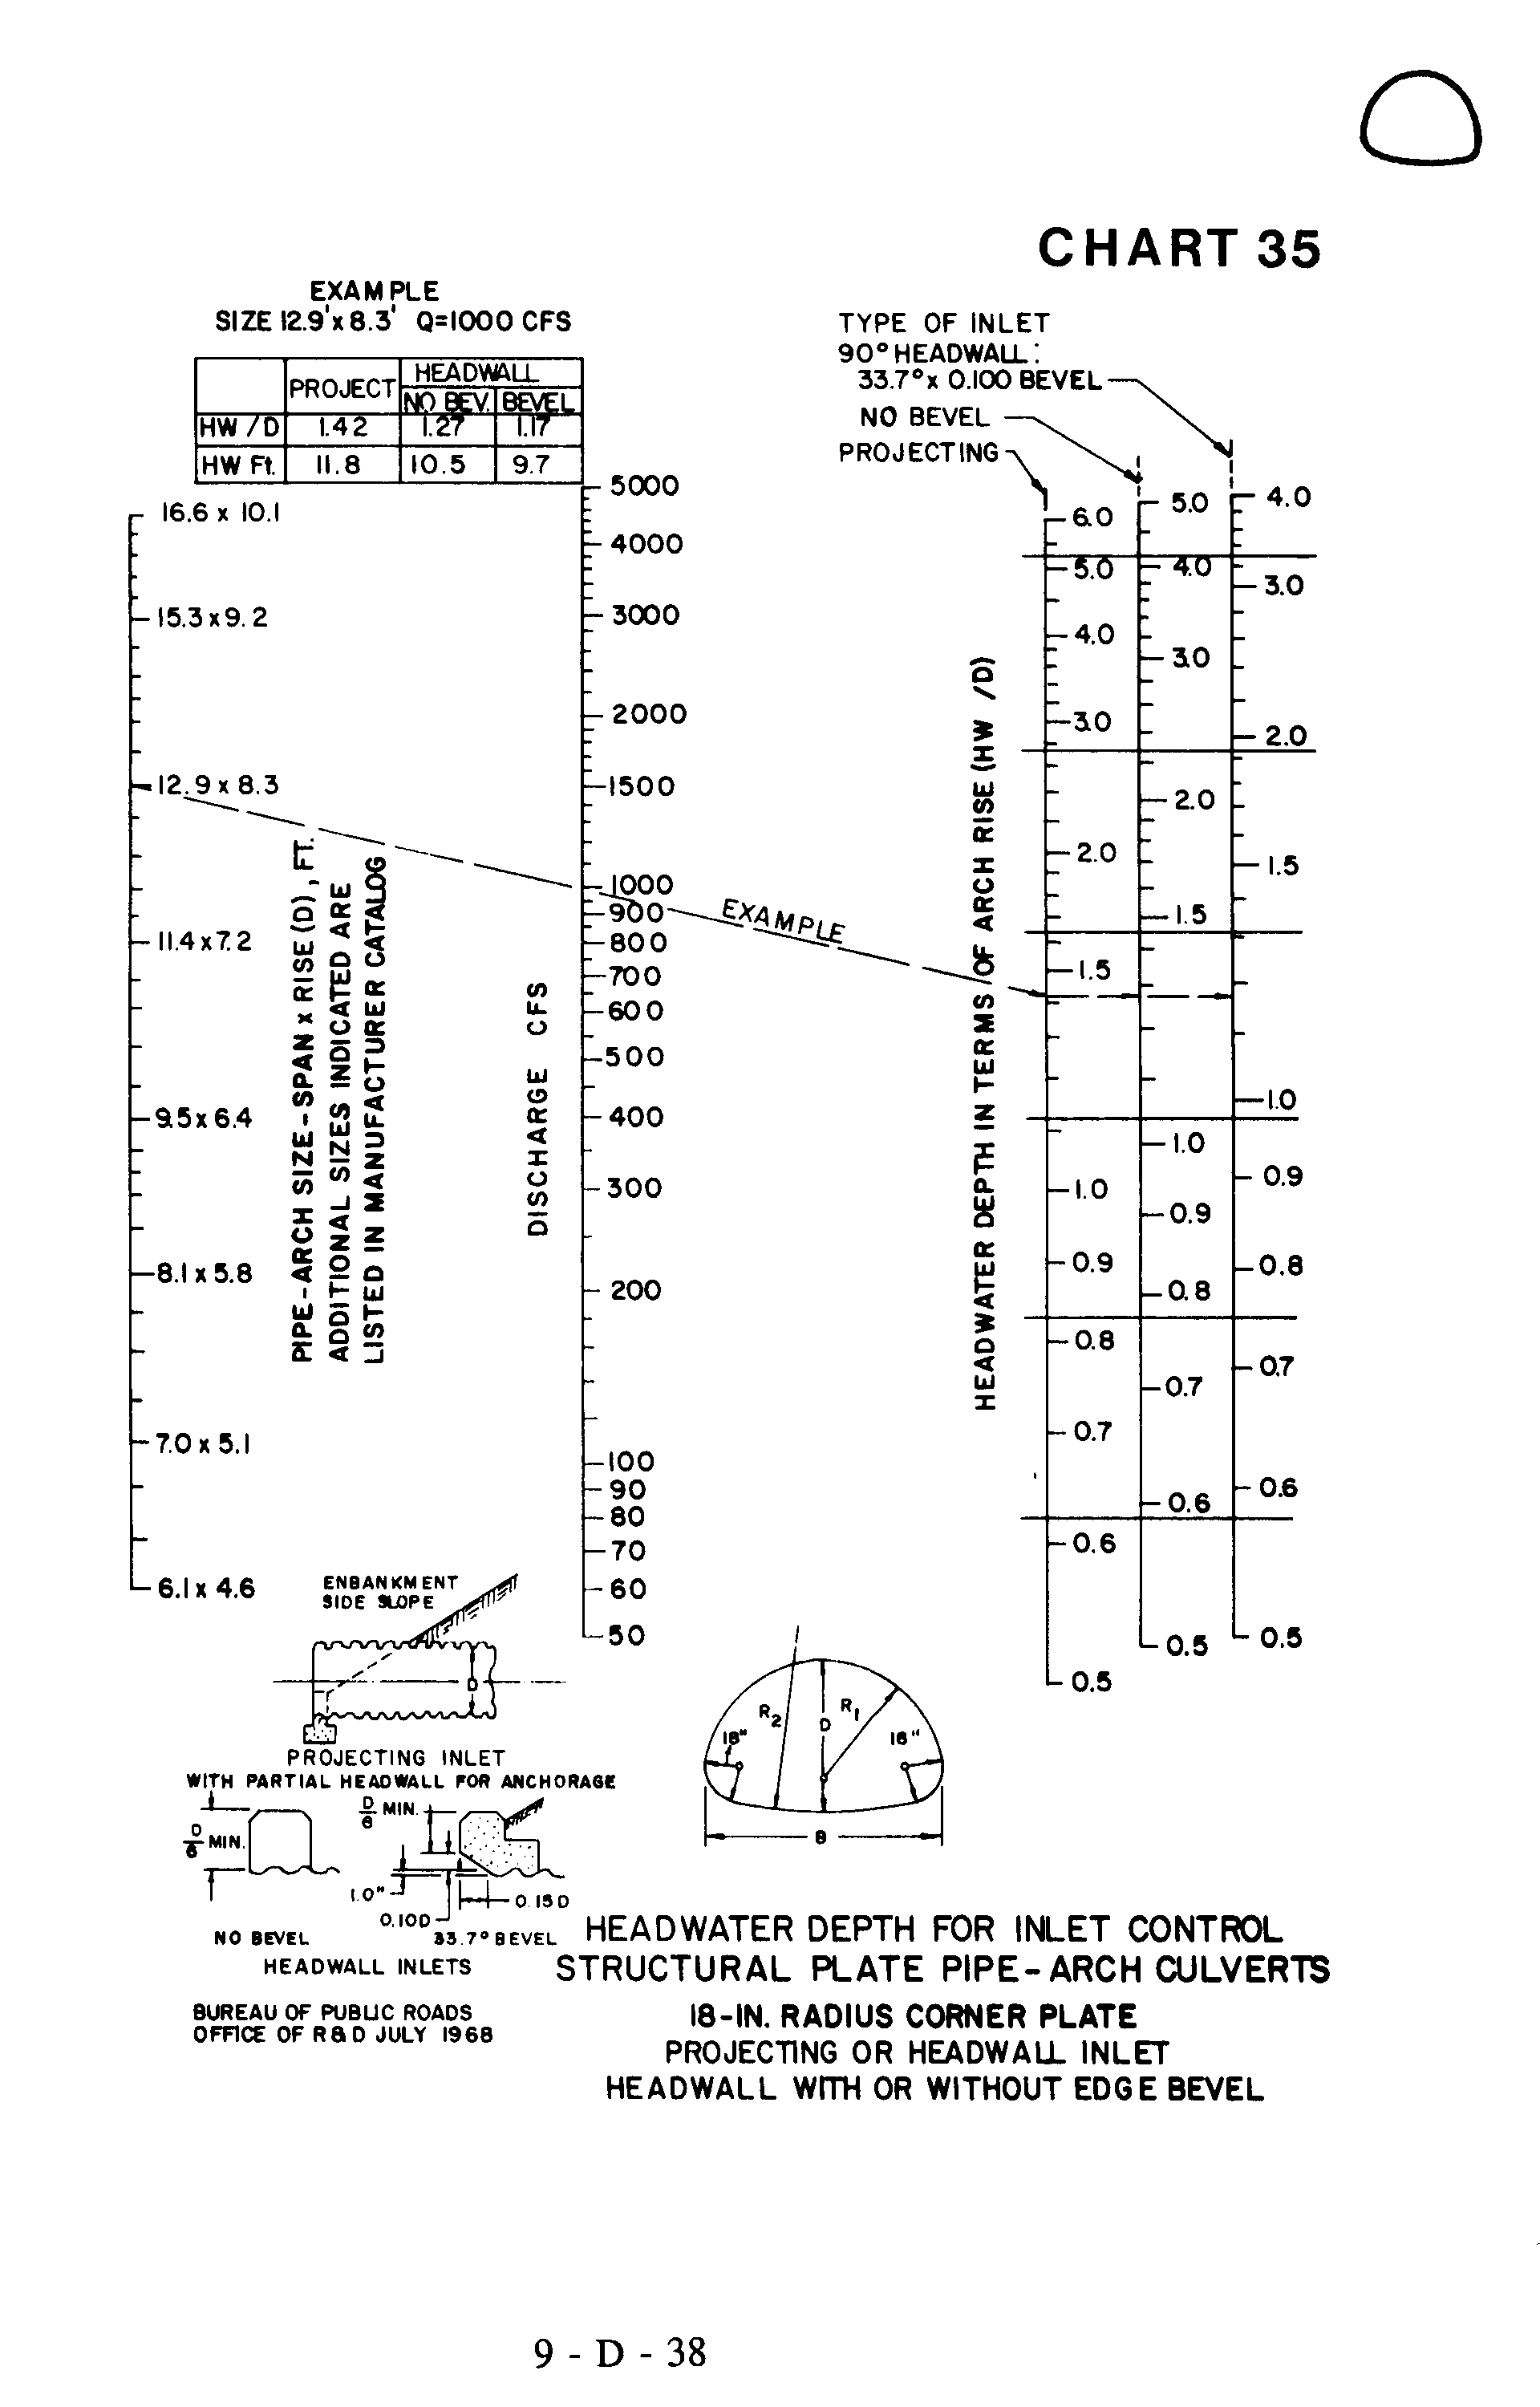 CHART 35
EXAMPLE
SIZE 12.9'x8.3' Q=1000 CFS
PROJECT
HEADWALL
NO BEV. BEVEL
HW /D 1.42 1.27 1.17
HW Ft. 11.8 10.5 9.7
TYPE OF INLET
90° HEADWALL:
33.7° x 0.100 BEVEL
NO BEVEL
PROJECTING
16.6 x 10.1
15.3 x 9.2
12.9 x 8.3
11.4 x 7.2
9.5 x 6.4
8.1 x 5.8
7.0 x 5.1
6.1 x 4.6
PIPE-ARCH SIZE-SPAN x RISE (D), FT.
ADDITIONAL SIZES INDICATED ARE
LISTED IN MANUFACTURER CATALOG
5000
4000
3000
2000
1500
1000
900
800
700
600
500
400
300
200
100
90
80
70
60
50
DISCHARGE CFS
EXAMPLE
HEADWATER DEPTH IN TERMS OF ARCH RISE (HW /D)
6.0
5.0
4.0
3.0
2.0
1.5
1.0
0.9
0.8
0.7
0.6
0.5
5.0
4.0
3.0
2.0
1.5
1.0
0.9
0.8
0.7
0.6
0.5
4.0
3.0
2.0
1.5
1.0
0.9
0.8
0.7
0.6
0.5
ENBANKMENT
SIDE SLOPE
D
PROJECTING INLET
WITH PARTIAL HEADWALL FOR ANCHORAGE
D/6 MIN.
D/6 MIN.
1.0"
0.15D
0.10D
NO BEVEL
33.7° BEVEL
HEADWALL INLETS
R2
D
R1
18"
18"
B
BUREAU OF PUBLIC ROADS
OFFICE OF R&D JULY 1968
HEADWATER DEPTH FOR INLET CONTROL
STRUCTURAL PLATE PIPE-ARCH CULVERTS
18-IN. RADIUS CORNER PLATE
PROJECTING OR HEADWALL INLET
HEADWALL WITH OR WITHOUT EDGE BEVEL
9 - D - 38